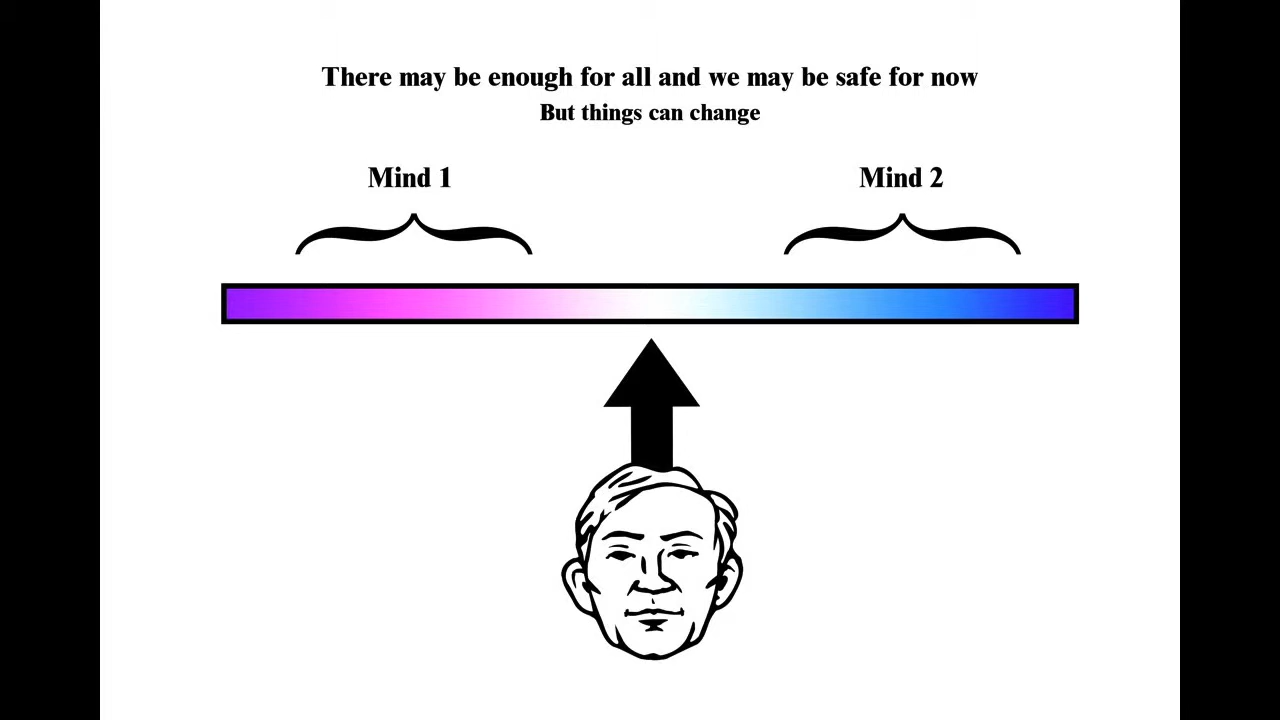 There may be enough for all and we may be safe for now
But things can change
Mind 1
Mind 2